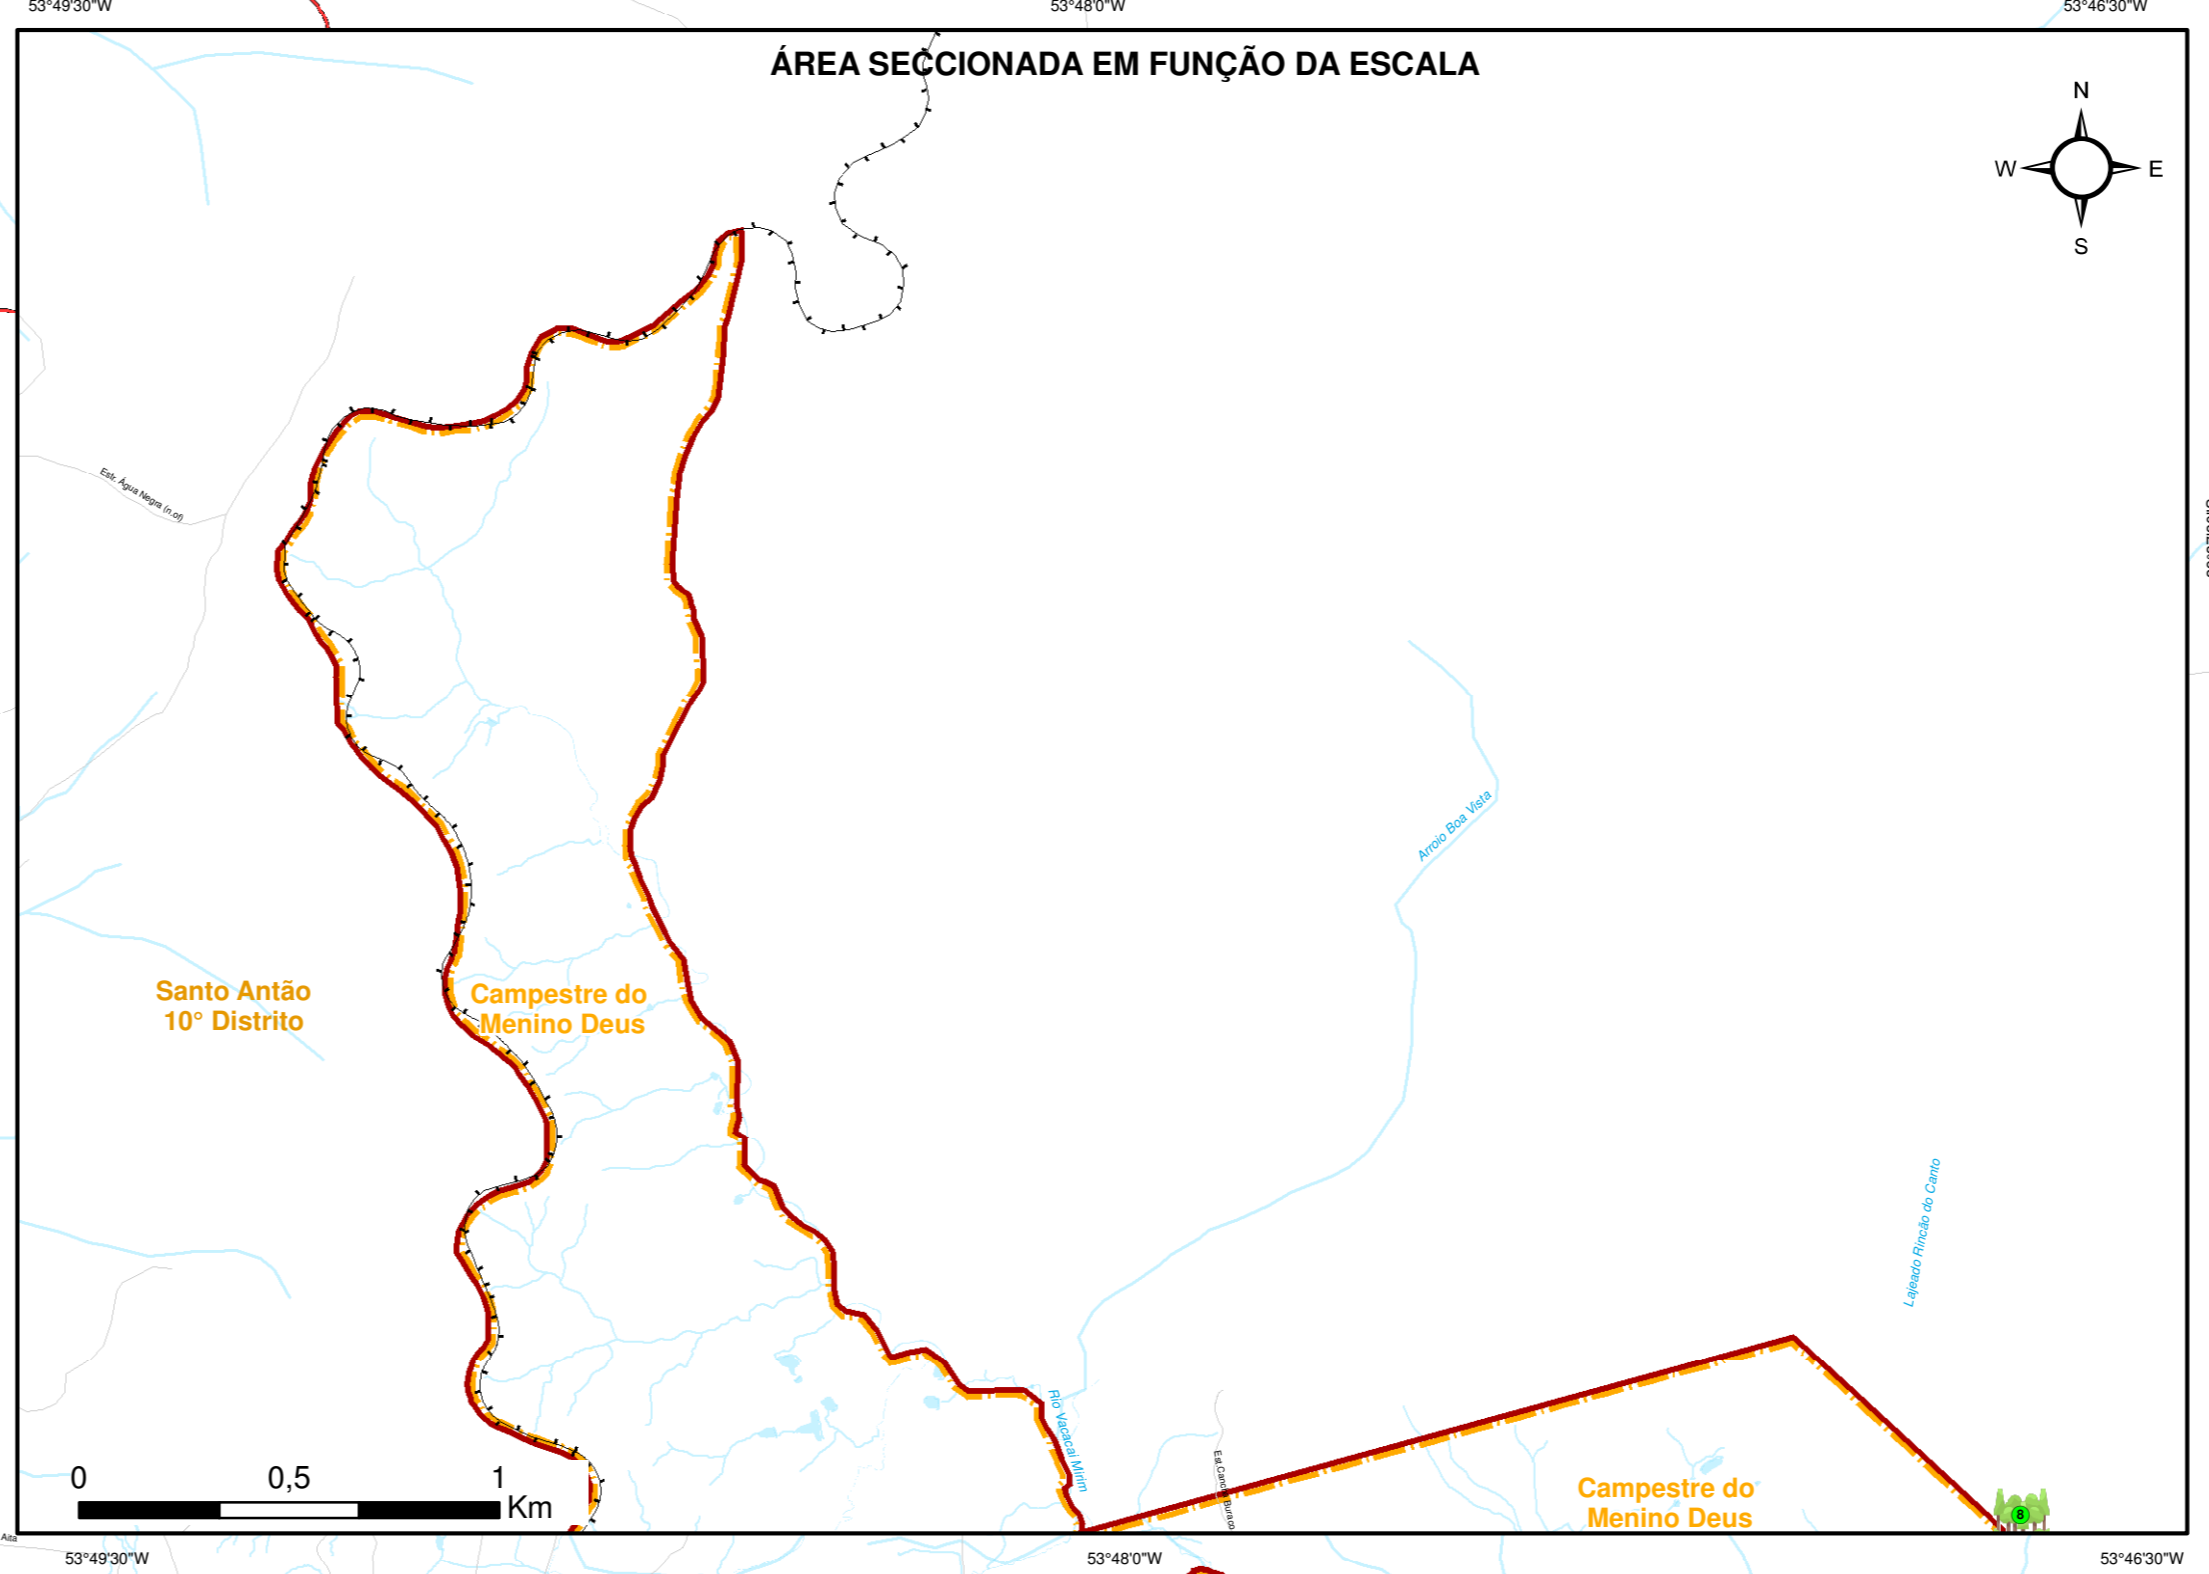 53°49'30"W
53°48'0"W
53°46'30"W
ÁREA SECCIONADA EM FUNÇÃO DA ESCALA
N
W
E
S
Estr. Água Negra (n.of)
Arroio Boa Vista
Santo Antão
10° Distrito
Campestre do
Menino Deus
Lajeado Rincão do Canto
Rio Vacacaí Mirim
Campestre do
Menino Deus
8
0
0,5
1
Km
Aita
53°49'30"W
53°48'0"W
53°46'30"W